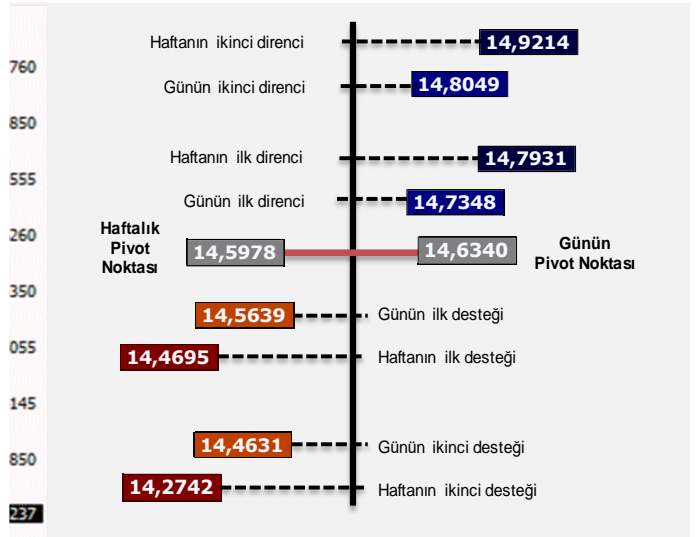 760
850
555
260
350
055
145
850
237
Haftanın ikinci direnci
14,9214
Günün ikinci direnci
14,8049
Haftanın ilk direnci
14,7931
Günün ilk direnci
14,7348
Haftalık
Pivot
Noktası
14,5978
14,6340
Günün
Pivot Noktası
14,5639
Günün ilk desteği
14,4695
Haftanın ilk desteği
14,4631
Günün ikinci desteği
14,2742
Haftanın ikinci desteği